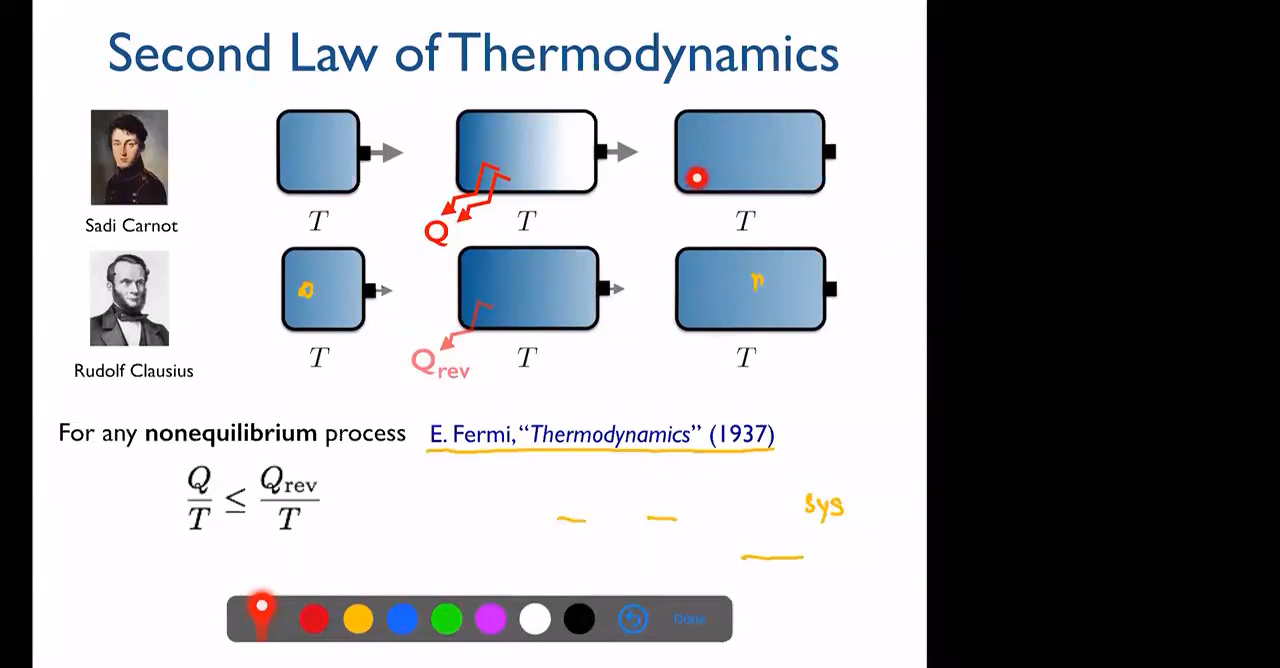 Second Law of Thermodynamics
Sadi Carnot
T T T
Q
Rudolf Clausius
T T T
Qrev
For any nonequilibrium process E. Fermi, “Thermodynamics” (1937)
Q/T ≤ Qrev/T
sys
Done